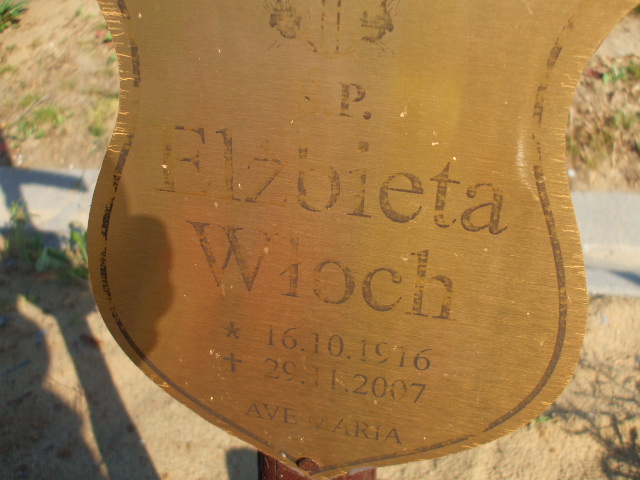 Ś.P.
Elżbieta
Włoch
* 16.10.1916
✝ 29.11.2007
AVE MARIA